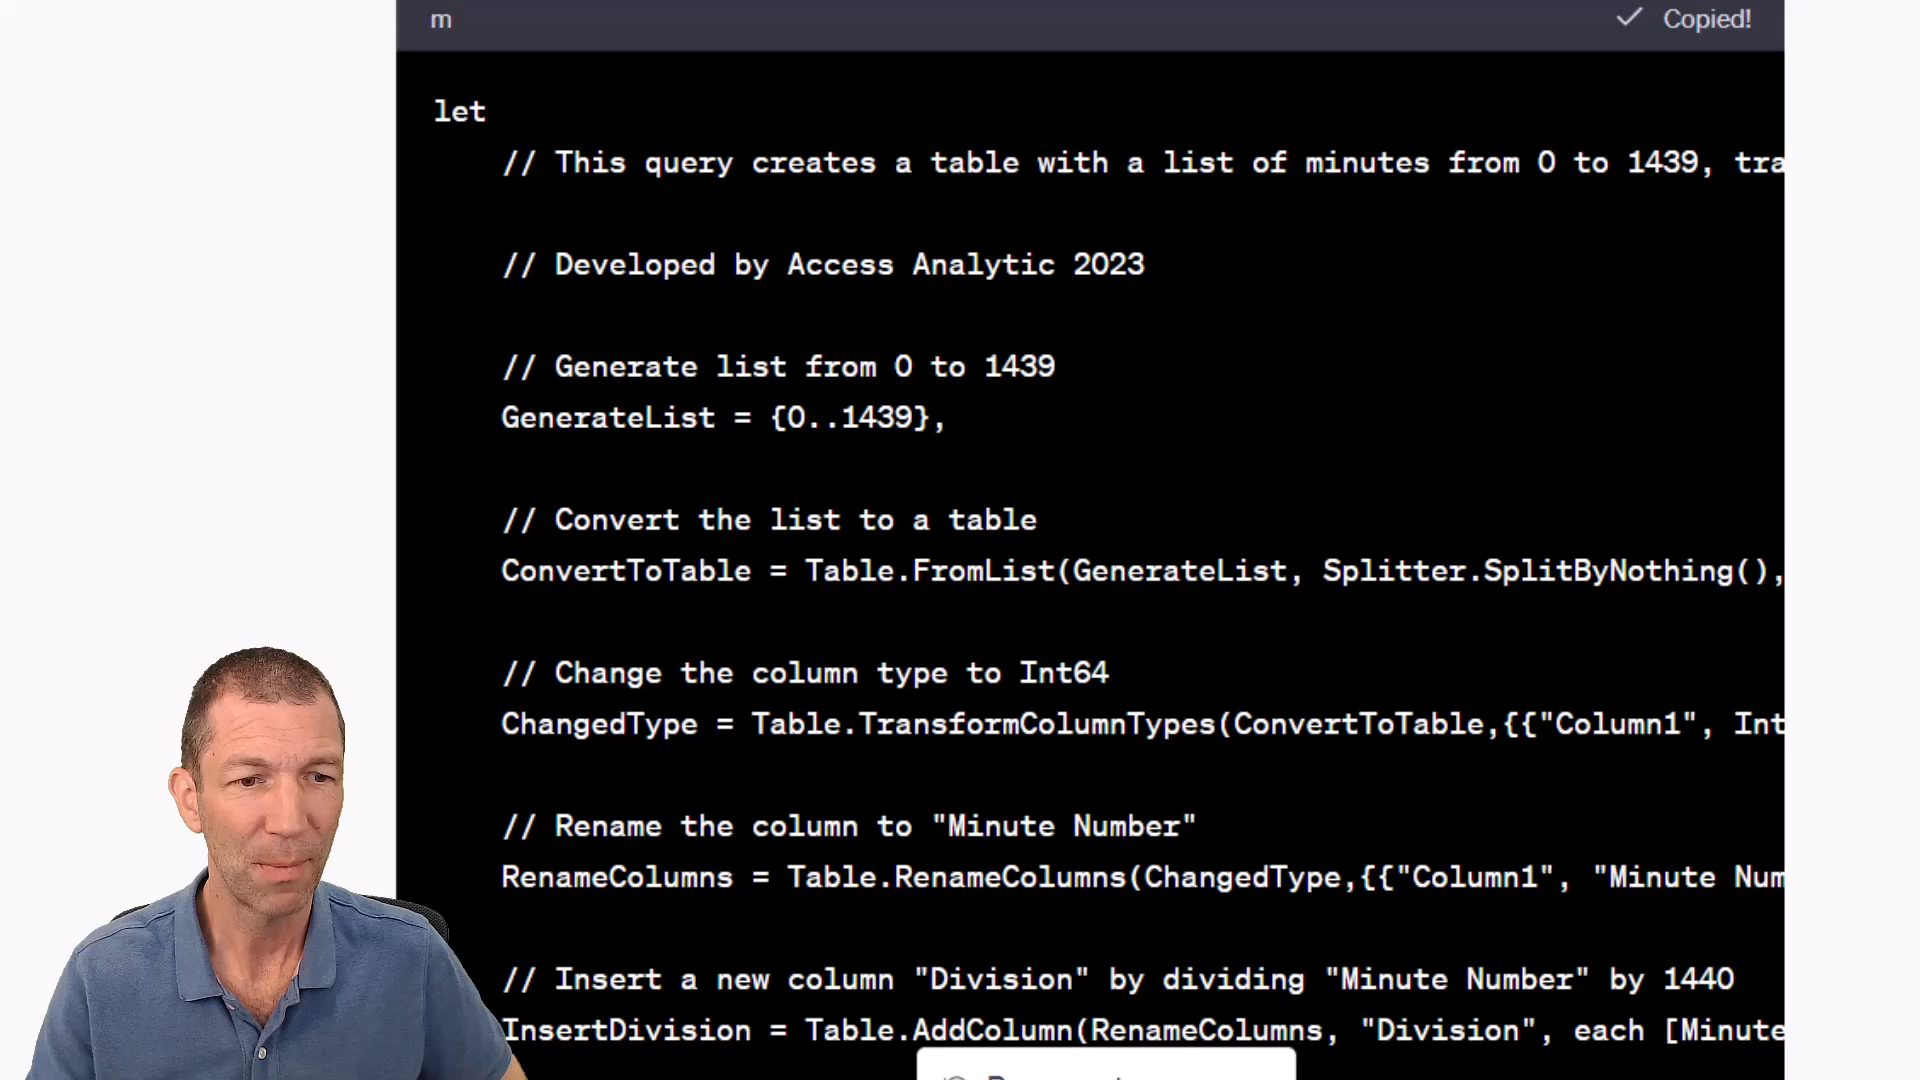 m
Copied!
let
// This query creates a table with a list of minutes from 0 to 1439, tra
// Developed by Access Analytic 2023
// Generate list from 0 to 1439
GenerateList = {0..1439},
// Convert the list to a table
ConvertToTable = Table.FromList(GenerateList, Splitter.SplitByNothing(),
// Change the column type to Int64
ChangedType = Table.TransformColumnTypes(ConvertToTable,{{"Column1", Int
// Rename the column to "Minute Number"
RenameColumns = Table.RenameColumns(ChangedType,{{"Column1", "Minute Num
// Insert a new column "Division" by dividing "Minute Number" by 1440
InsertDivision = Table.AddColumn(RenameColumns, "Division", each [Minute